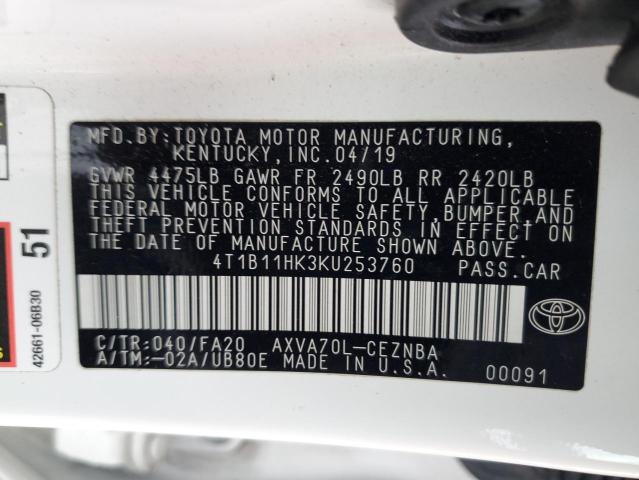 MFD.BY:TOYOTA MOTOR MANUFACTURING,
KENTUCKY,INC.04/19
GVWR 4475LB GAWR FR 2490LB RR 2420LB
THIS VEHICLE CONFORMS TO ALL APPLICABLE
FEDERAL MOTOR VEHICLE SAFETY,BUMPER,AND
THEFT PREVENTION STANDARDS IN EFFECT ON
THE DATE OF MANUFACTURE SHOWN ABOVE.
4T1B11HK3KU253760 PASS.CAR
C/TR:040/FA20 AXVA70L-CEZNBA
A/TM:-02A/UB80E MADE IN U.S.A. 00091
51
42661-06B30